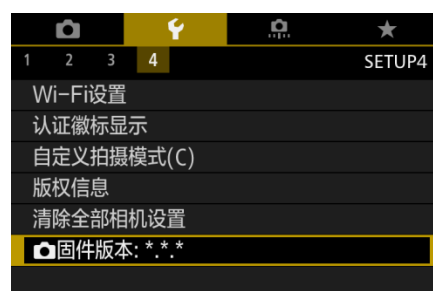 1 2 3 4 SETUP4
Wi-Fi设置
认证徽标显示
自定义拍摄模式(C)
版权信息
清除全部相机设置
固件版本: *.*.*